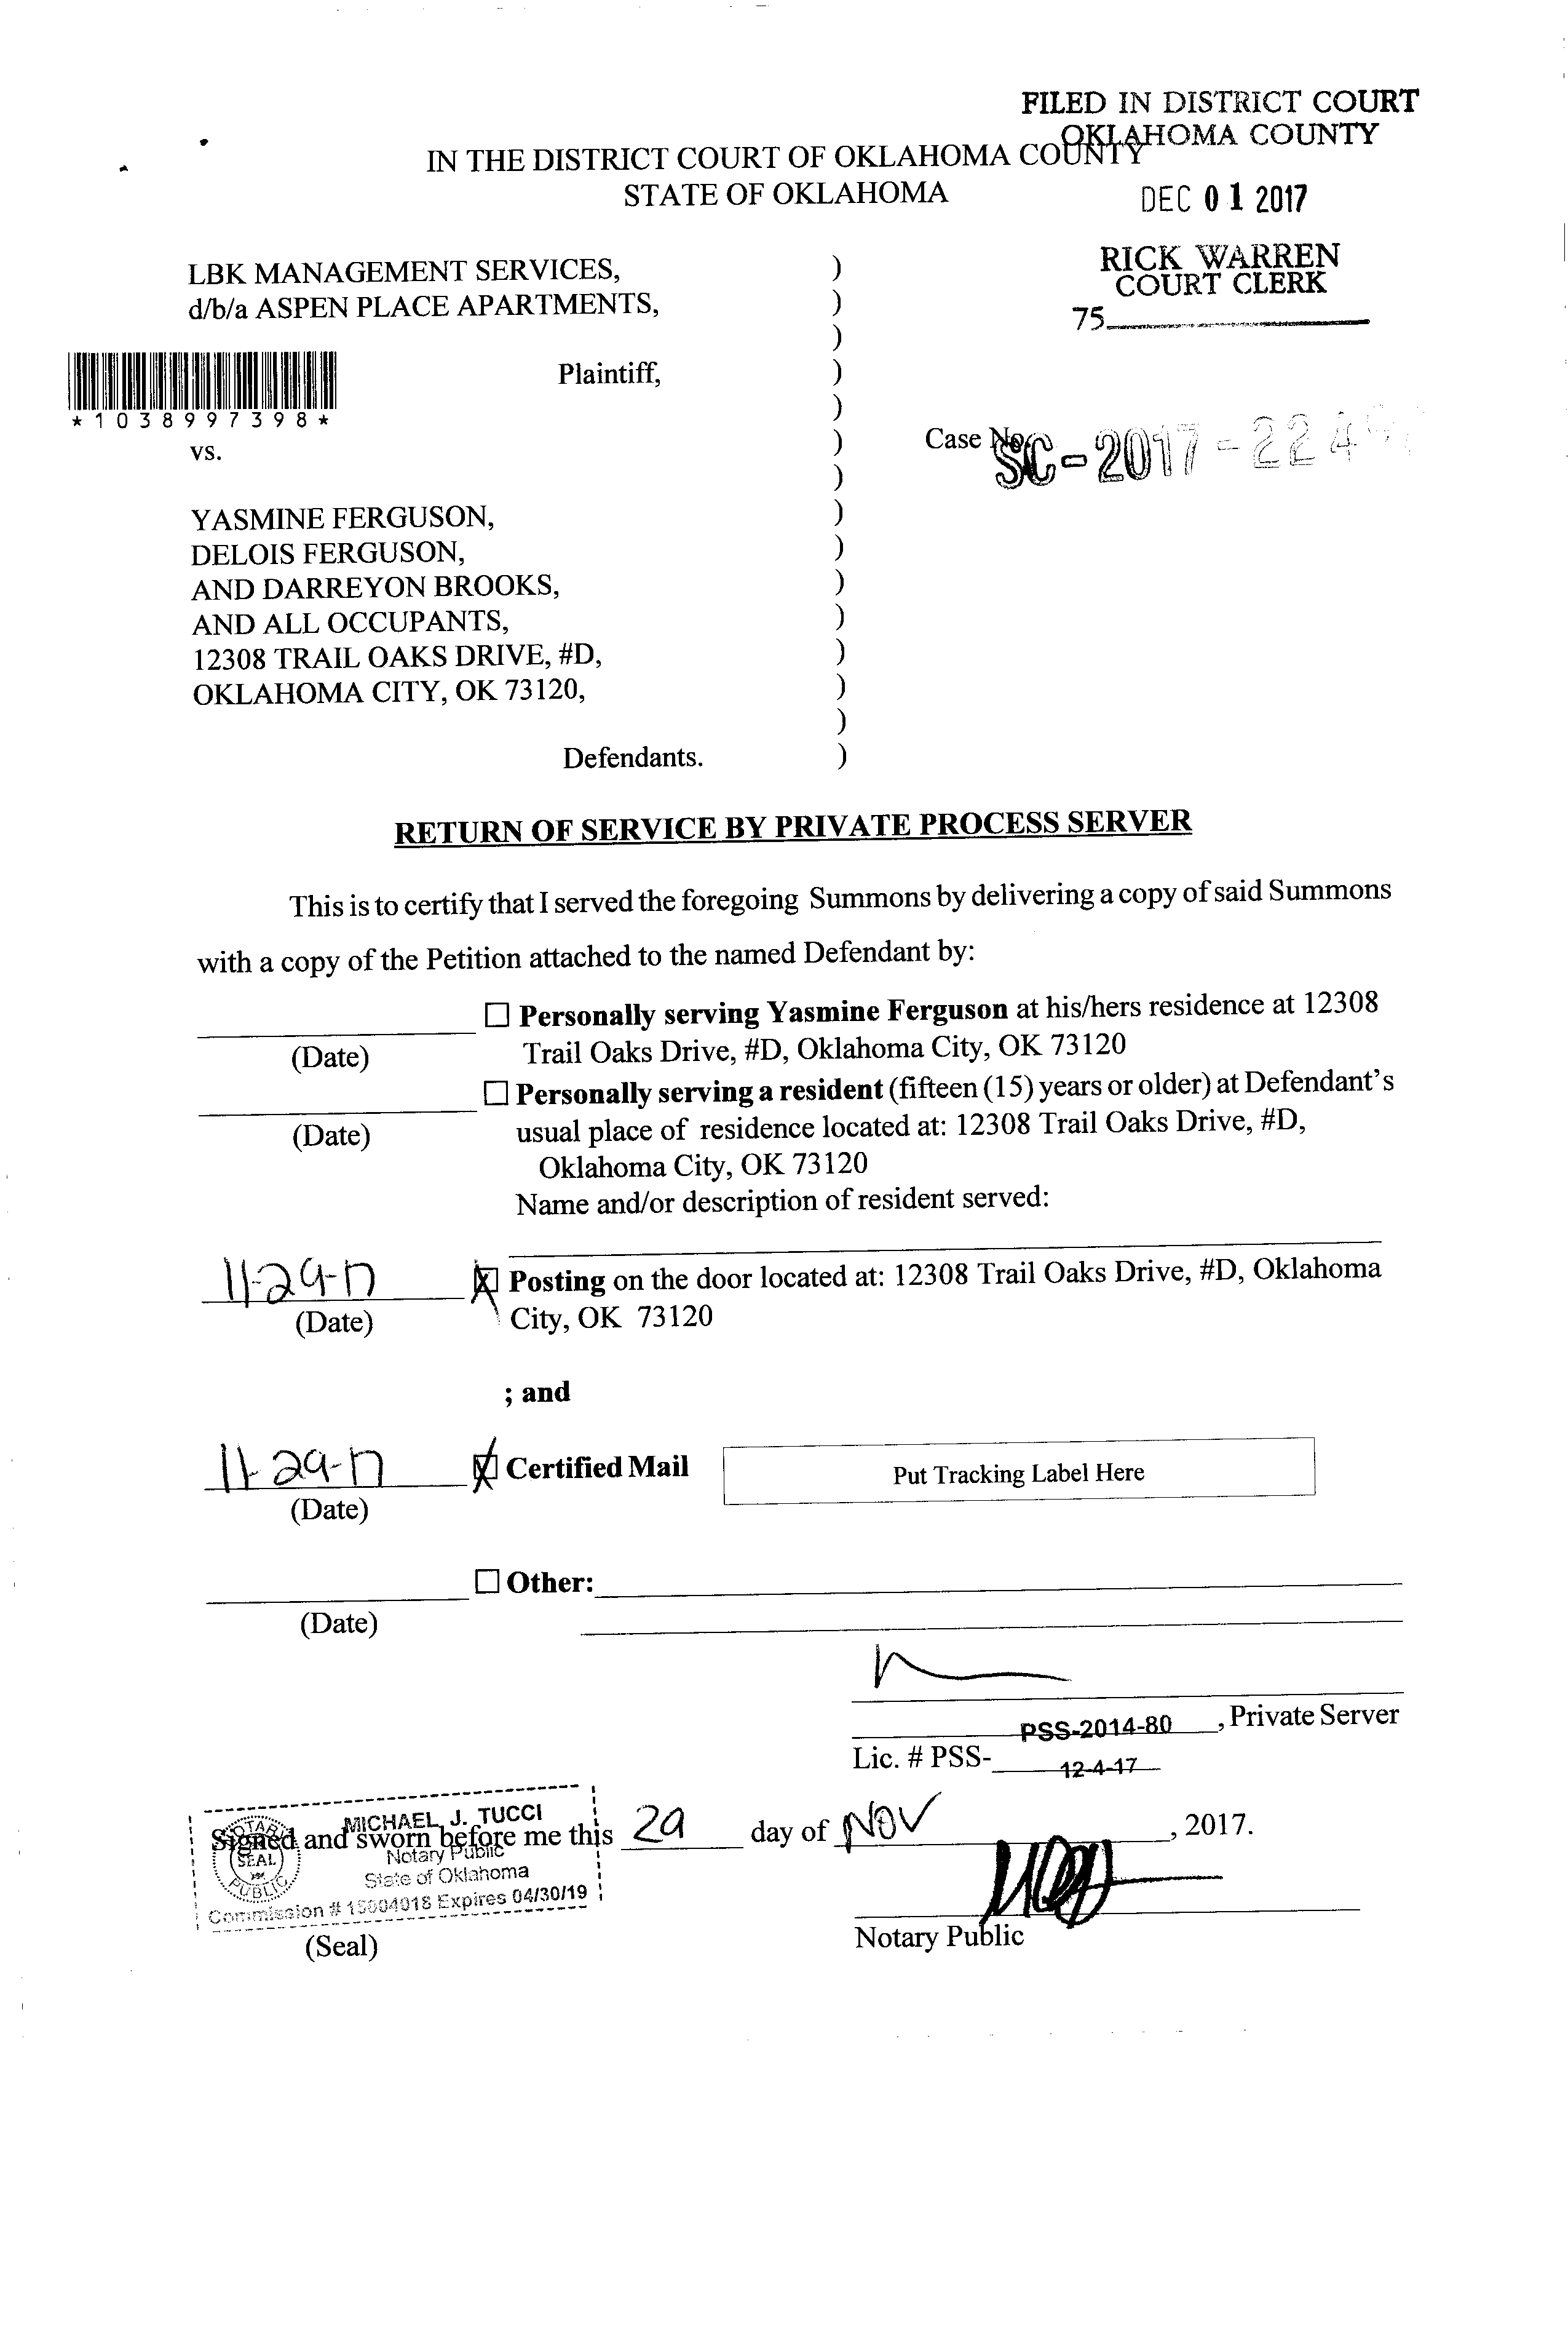 FILED IN DISTRICT COURT
OKLAHOMA COUNTY
IN THE DISTRICT COURT OF OKLAHOMA COUNTY
STATE OF OKLAHOMA
DEC 01 2017
RICK WARREN
COURT CLERK
75
LBK MANAGEMENT SERVICES, )
d/b/a ASPEN PLACE APARTMENTS, )
)
Plaintiff, )
*1038997398*
)
Case No. )
vs.
)
YASMINE FERGUSON, )
DELOIS FERGUSON, )
AND DARREYON BROOKS, )
AND ALL OCCUPANTS, )
12308 TRAIL OAKS DRIVE, #D, )
OKLAHOMA CITY, OK 73120, )
)
Defendants. )
RETURN OF SERVICE BY PRIVATE PROCESS SERVER
This is to certify that I served the foregoing Summons by delivering a copy of said Summons
with a copy of the Petition attached to the named Defendant by:
☐ Personally serving Yasmine Ferguson at his/hers residence at 12308
(Date) Trail Oaks Drive, #D, Oklahoma City, OK 73120
☐ Personally serving a resident (fifteen (15) years or older) at Defendant's
(Date) usual place of residence located at: 12308 Trail Oaks Drive, #D,
Oklahoma City, OK 73120
Name and/or description of resident served:
11-29-17 ☒ Posting on the door located at: 12308 Trail Oaks Drive, #D, Oklahoma
(Date) City, OK 73120
; and
11-29-17 ☒ Certified Mail Put Tracking Label Here
(Date)
☐ Other:
(Date)
PSS-2014-80, Private Server
Lic. # PSS- 12-4-17
MICHAEL J. TUCCI
Signed and sworn before me this 29 day of NOV, 2017.
NOTARY PUBLIC SEAL
Notary Public
State of Oklahoma
Commission # 15004018 Expires 04/30/19
(Seal)
Notary Public